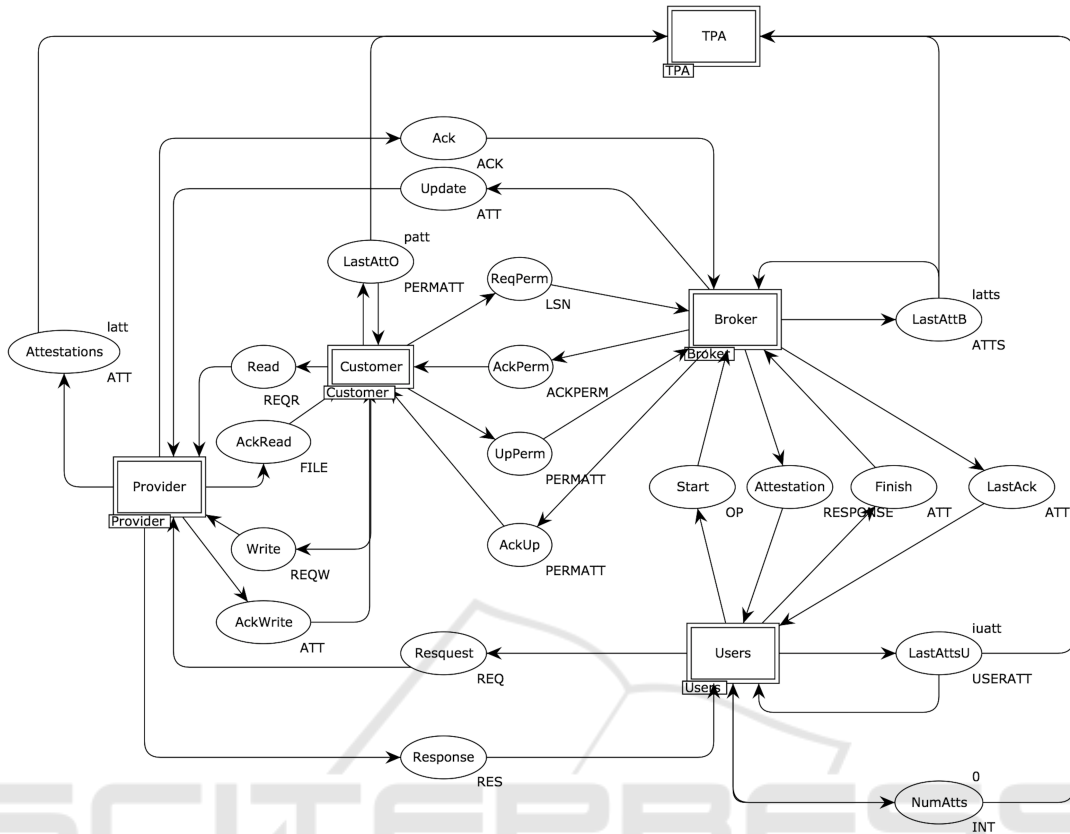 TPA
TPA
Ack
ACK
Update
ATT
patt
LastAttO
PERMATT
ReqPerm
LSN
latts
LastAttB
ATTS
Broker
Broker
latt
Attestations
ATT
Read
REQR
Customer
Customer
AckPerm
ACKPERM
AckRead
FILE
UpPerm
PERMATT
Provider
Provider
Start
OP
Attestation
RESPONSE
Finish
ATT
LastAck
ATT
Write
REQW
AckUp
PERMATT
AckWrite
ATT
Resquest
REQ
Users
Users
iuatt
LastAttsU
USERATT
Response
RES
0
NumAtts
INT
SCITEPRESS